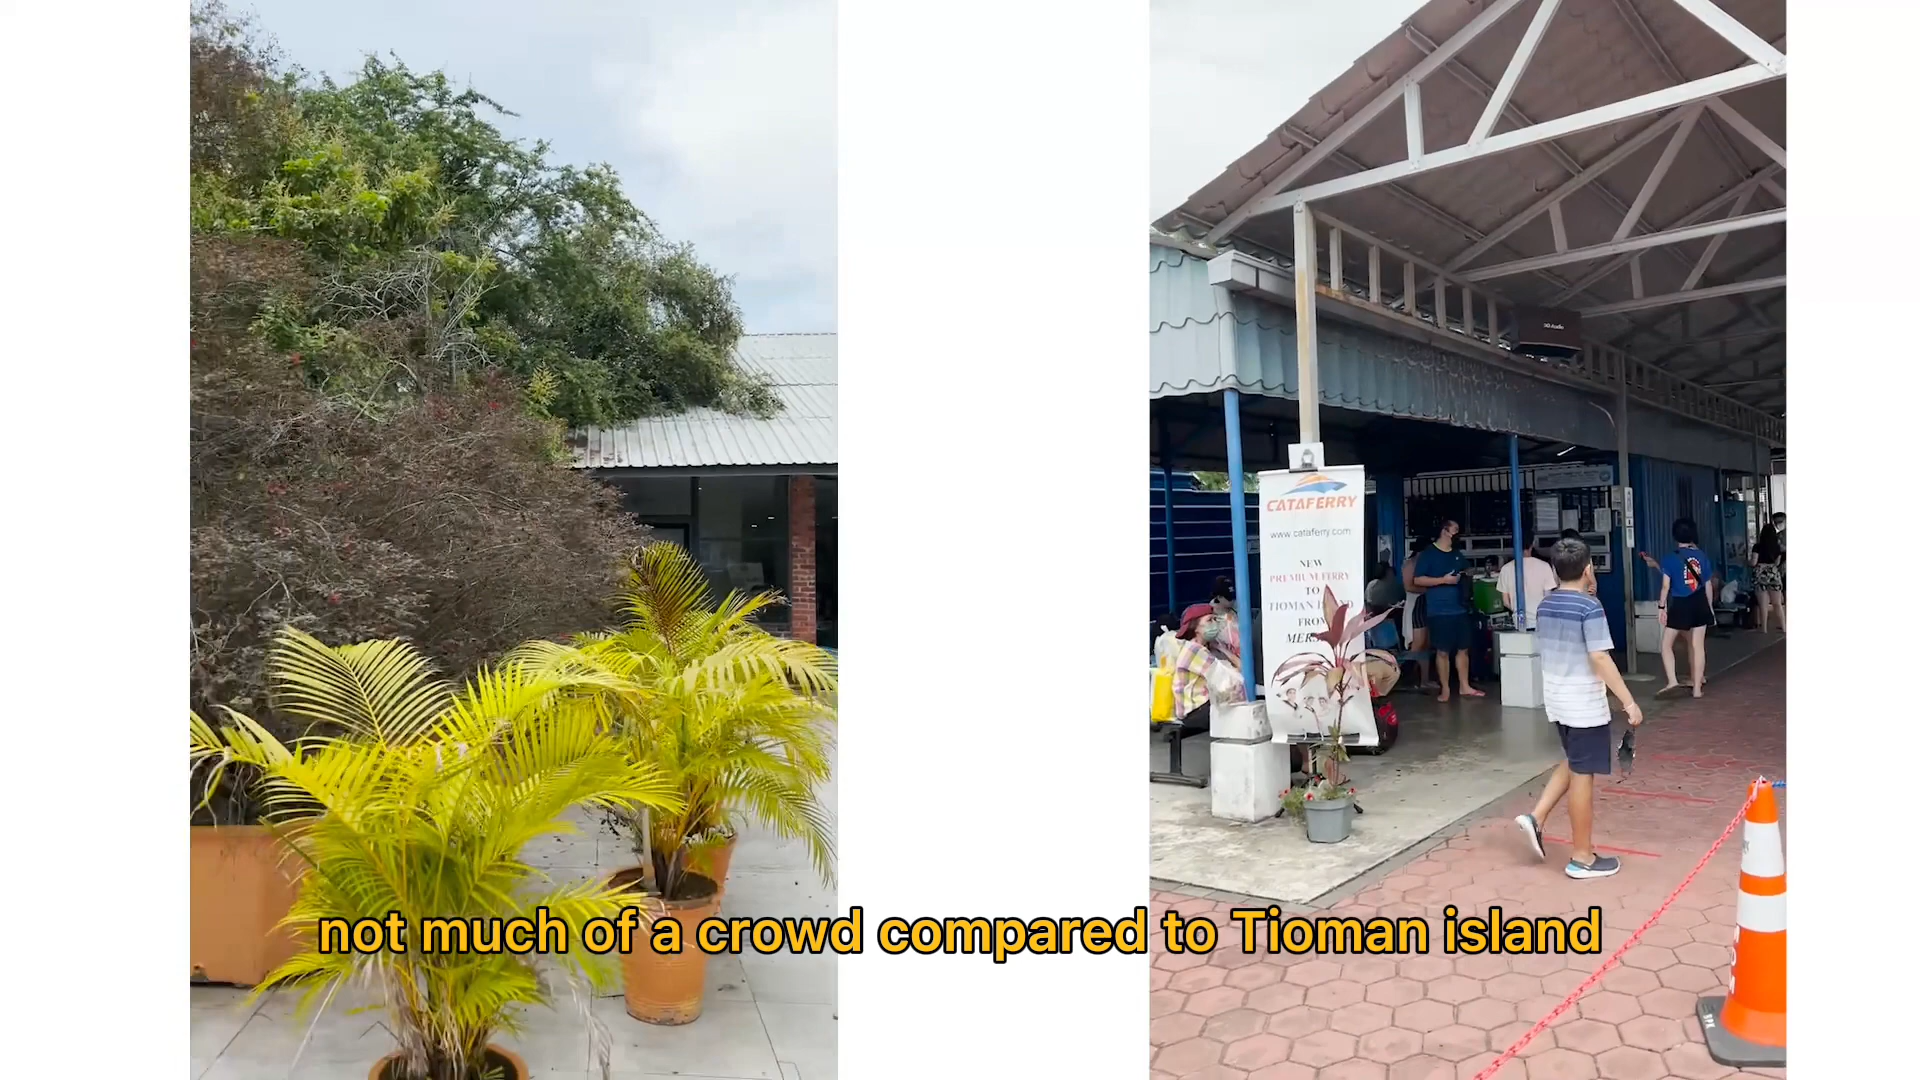 CATAFERRY
www.cataferry.com
NEW
PREMIUM FERRY
TO
TIOMAN
FROM
not much of a crowd compared to Tioman island